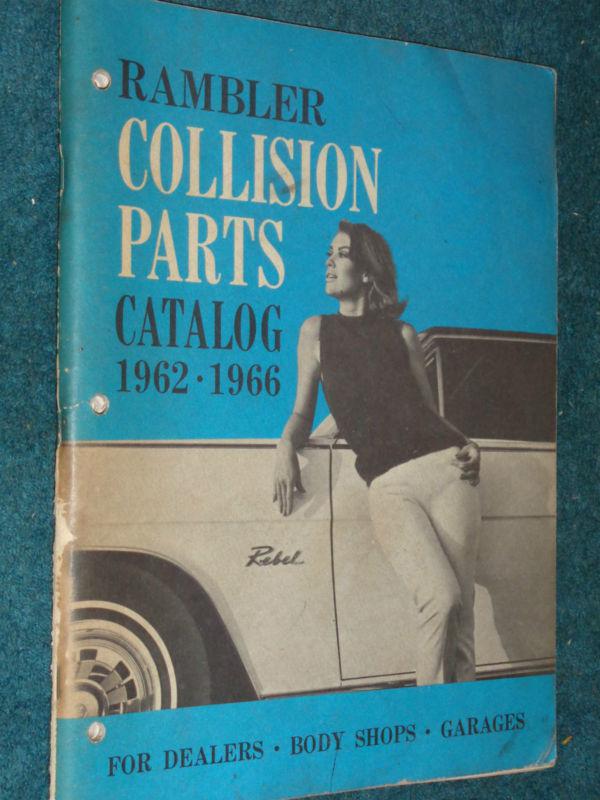 RAMBLER
COLLISION
PARTS
CATALOG
1962 · 1966
Rebel
FOR DEALERS · BODY SHOPS · GARAGES